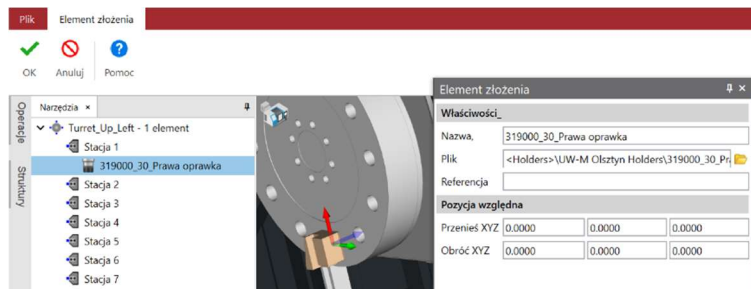 Plik Element złożenia
OK Anuluj Pomoc
Operacje
Struktury
Narzędzia
Turret_Up_Left - 1 element
Stacja 1
319000_30_Prawa oprawka
Stacja 2
Stacja 3
Stacja 4
Stacja 5
Stacja 6
Stacja 7
Element złożenia
Właściwości_
Nazwa, 319000_30_Prawa oprawka
Plik <Holders>\UW-M Olsztyn Holders\319000_30_Pr
Referencja
Pozycja względna
Przenieś XYZ 0.0000 0.0000 0.0000
Obróć XYZ 0.0000 0.0000 0.0000